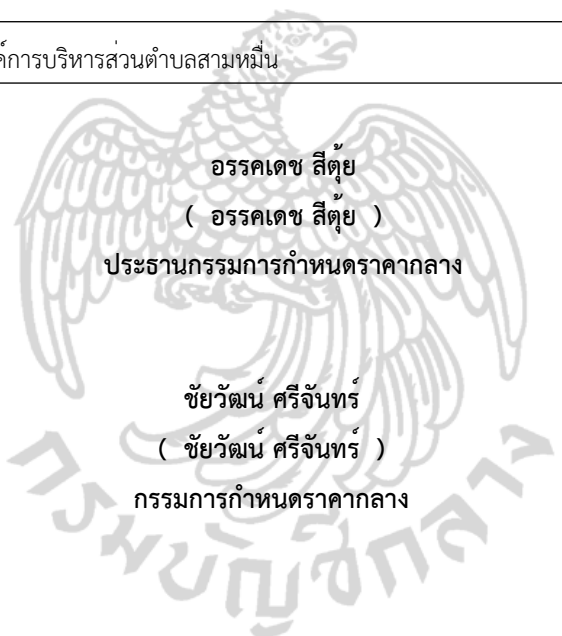 การบริหารส่วนตำบลสามหมื่น
อรรคเดช สีตุ้ย
( อรรคเดช สีตุ้ย )
ประธานกรรมการกำหนดราคากลาง
ชัยวัฒน์ ศรีจันทร์
( ชัยวัฒน์ ศรีจันทร์ )
กรรมการกำหนดราคากลาง
กรมบัญชีกลาง